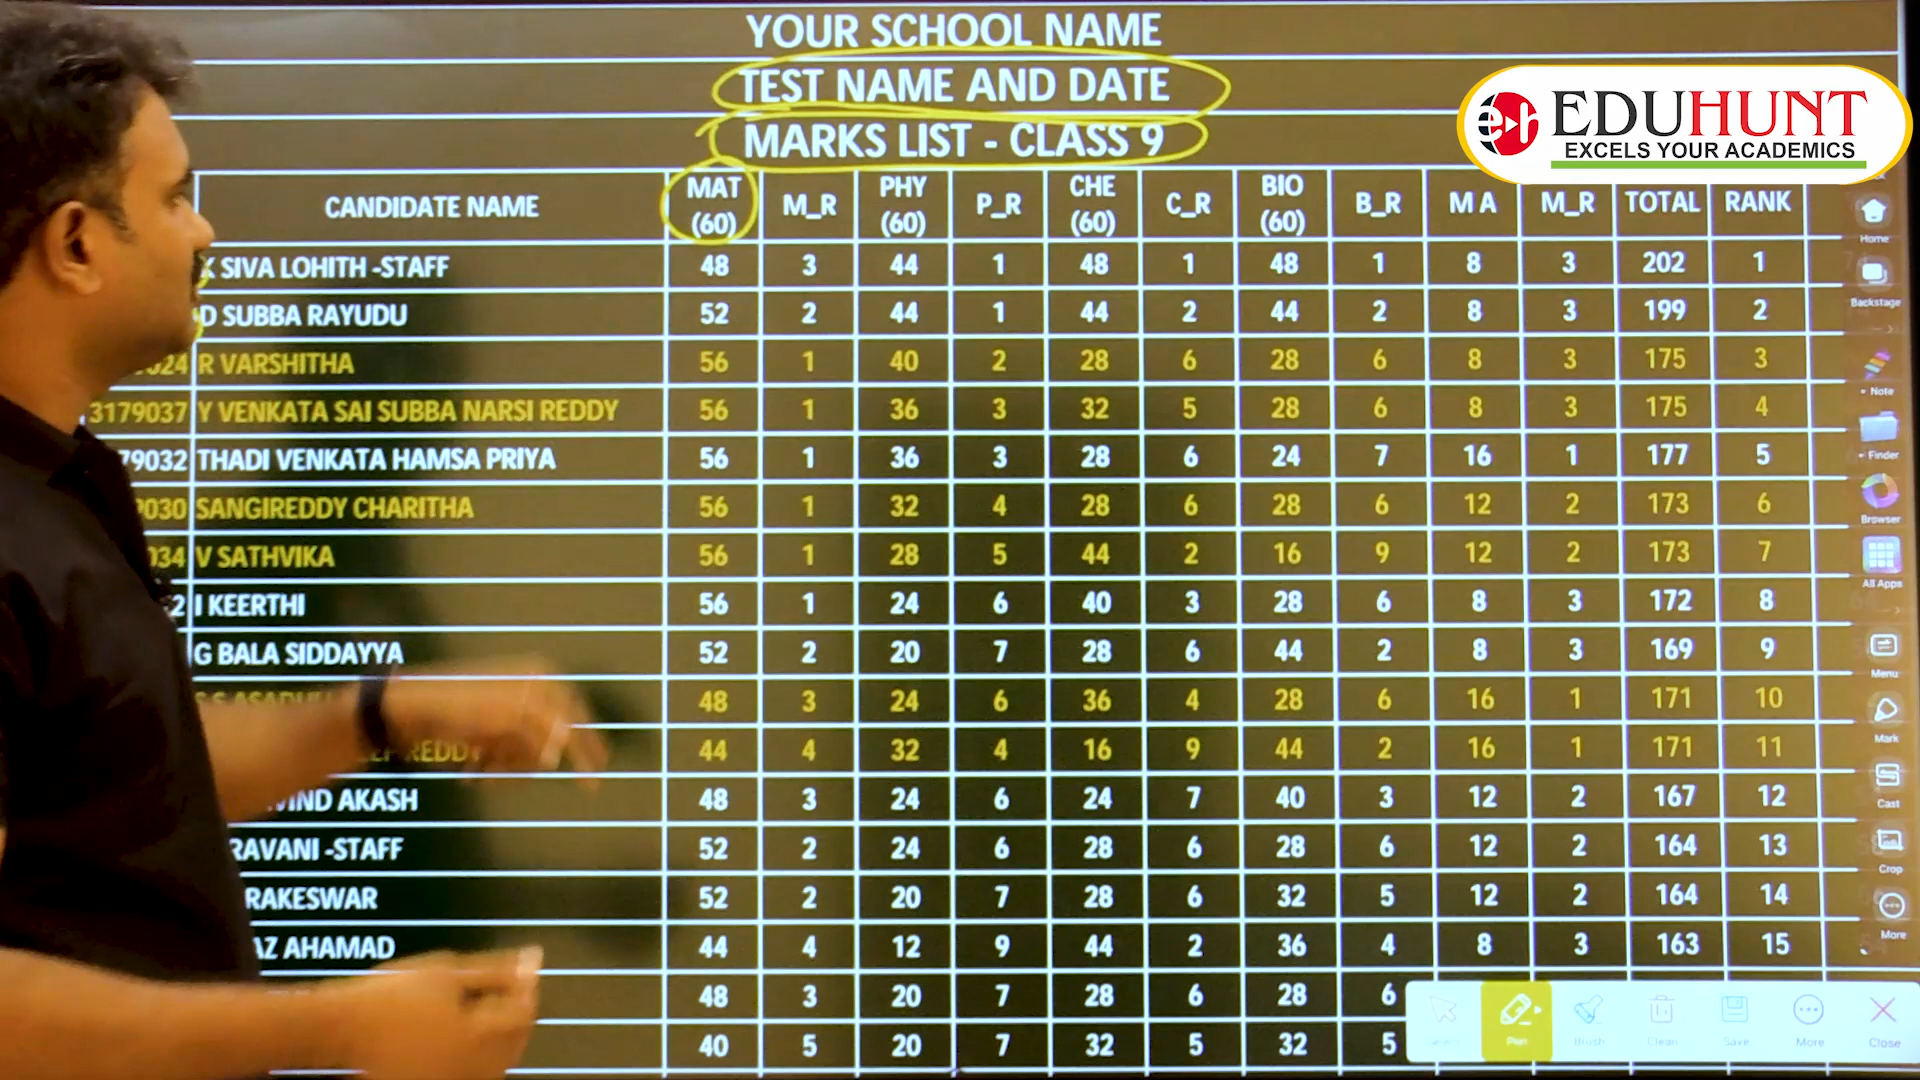 YOUR SCHOOL NAME
TEST NAME AND DATE
MARKS LIST - CLASS 9
EDUHUNT
EXCELS YOUR ACADEMICS
CANDIDATE NAME MAT (60) M_R PHY (60) P_R CHE (60) C_R BIO (60) B_R M A M_R TOTAL RANK
K SIVA LOHITH -STAFF 48 3 44 1 48 1 48 1 8 3 202 1
D SUBBA RAYUDU 52 2 44 1 44 2 44 2 8 3 199 2
024 R VARSHITHA 56 1 40 2 28 6 28 6 8 3 175 3
3179037 Y VENKATA SAI SUBBA NARSI REDDY 56 1 36 3 32 5 28 6 8 3 175 4
79032 THADI VENKATA HAMSA PRIYA 56 1 36 3 28 6 24 7 16 1 177 5
030 SANGIREDDY CHARITHA 56 1 32 4 28 6 28 6 12 2 173 6
034 V SATHVIKA 56 1 28 5 44 2 16 9 12 2 173 7
2 I KEERTHI 56 1 24 6 40 3 28 6 8 3 172 8
G BALA SIDDAYYA 52 2 20 7 28 6 44 2 8 3 169 9
48 3 24 6 36 4 28 6 16 1 171 10
REDDY 44 4 32 4 16 9 44 2 16 1 171 11
VIND AKASH 48 3 24 6 24 7 40 3 12 2 167 12
RAVANI -STAFF 52 2 24 6 28 6 28 6 12 2 164 13
RAKESWAR 52 2 20 7 28 6 32 5 12 2 164 14
AZ AHAMAD 44 4 12 9 44 2 36 4 8 3 163 15
48 3 20 7 28 6 28 6
40 5 20 7 32 5 32 5
Home
Backstage
Note
Finder
Browser
All Apps
Menu
Mark
Cast
Crop
More
Select Pen Brush Clean Save More Close